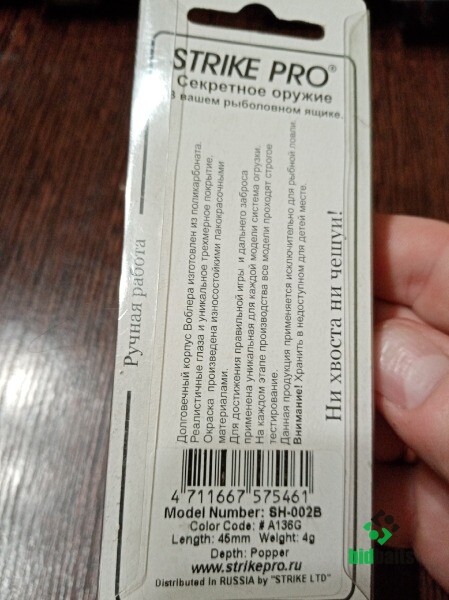 STRIKE PRO®
Секретное оружие
В вашем рыболовном ящике.
Ручная работа
Долговечный корпус Воблера изготовлен из поликарбоната.
Реалистичные глаза и уникальное трехмерное покрытие.
Окраска произведена износостойкими лакокрасочными
материалами.
Для достижения правильной игры и дальнего заброса
применена уникальная для каждой модели система огрузки.
На каждом этапе производства все модели проходят строгое
тестирование.
Данная продукция применяется исключительно для рыбной ловли.
Внимание! Хранить в недоступном для детей месте.
Ни хвоста ни чешуи!
4 711667 575461
Model Number: SH-002B
Color Code: # A136G
Length: 45mm Weight: 4g
Depth: Popper
www.strikepro.ru
Distributed in RUSSIA by "STRIKE LTD"
bidbaits